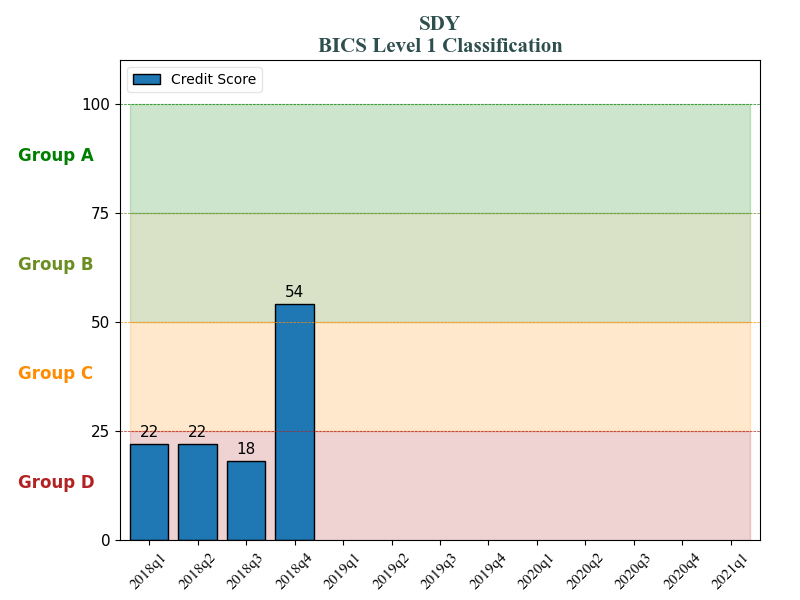 SDY
BICS Level 1 Classification
Credit Score
100
Group A
75
Group B
50
Group C
25
Group D
0
54
22
22
18
2018q1
2018q2
2018q3
2018q4
2019q1
2019q2
2019q3
2019q4
2020q1
2020q2
2020q3
2020q4
2021q1